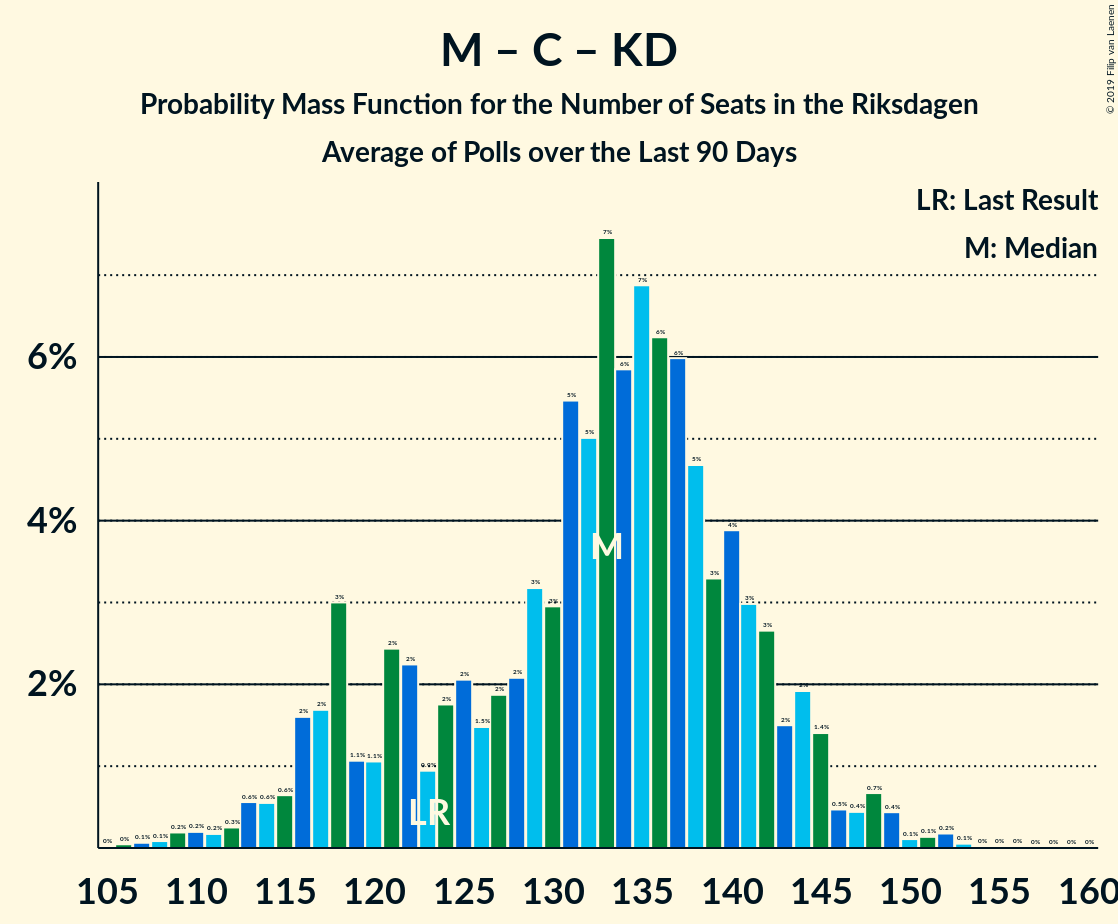 M – C – KD
Probability Mass Function for the Number of Seats in the Riksdagen
Average of Polls over the Last 90 Days
© 2019 Filip van Laenen
LR: Last Result
M: Median
6%
4%
2%
0% 0% 0.1% 0.1% 0.2% 0.2% 0.2% 0.3% 0.6% 0.6% 0.6% 2% 2% 3% 1.1% 1.1% 2% 2% 0.9% 2% 2% 1.5% 2% 2% 3% 3% 5% 5% 7% 6% 7% 6% 6% 5% 3% 4% 3% 3% 2% 2% 1.4% 0.5% 0.4% 0.7% 0.4% 0.1% 0.1% 0.2% 0.1% 0% 0% 0% 0% 0% 0% 0%
M
LR
105 110 115 120 125 130 135 140 145 150 155 160